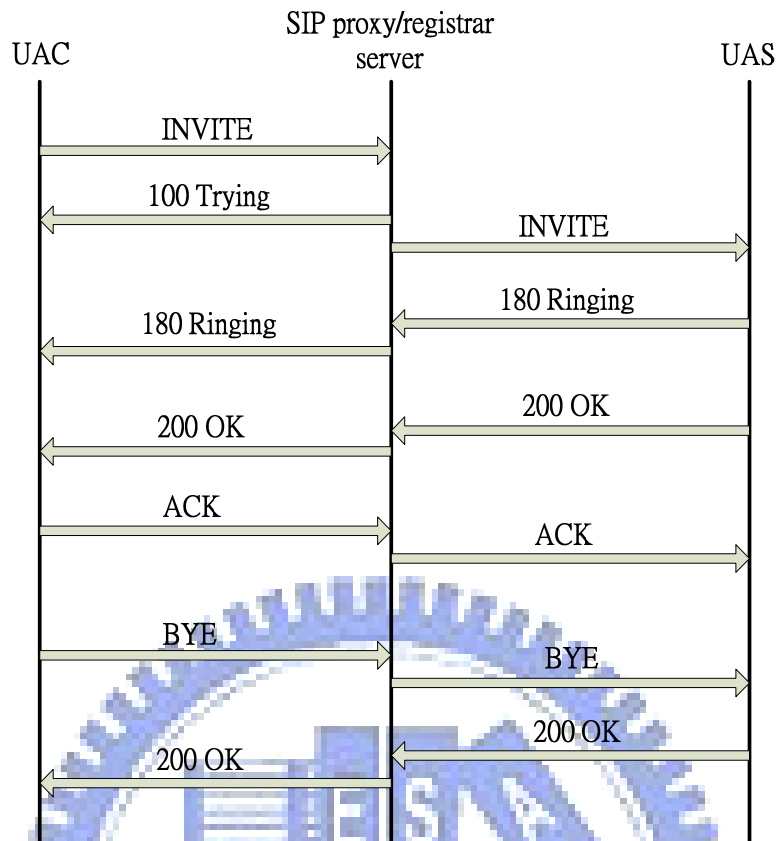 SIP proxy/registrar
server
UAC
UAS
INVITE
100 Trying
INVITE
180 Ringing
180 Ringing
200 OK
200 OK
ACK
ACK
BYE
BYE
200 OK
200 OK